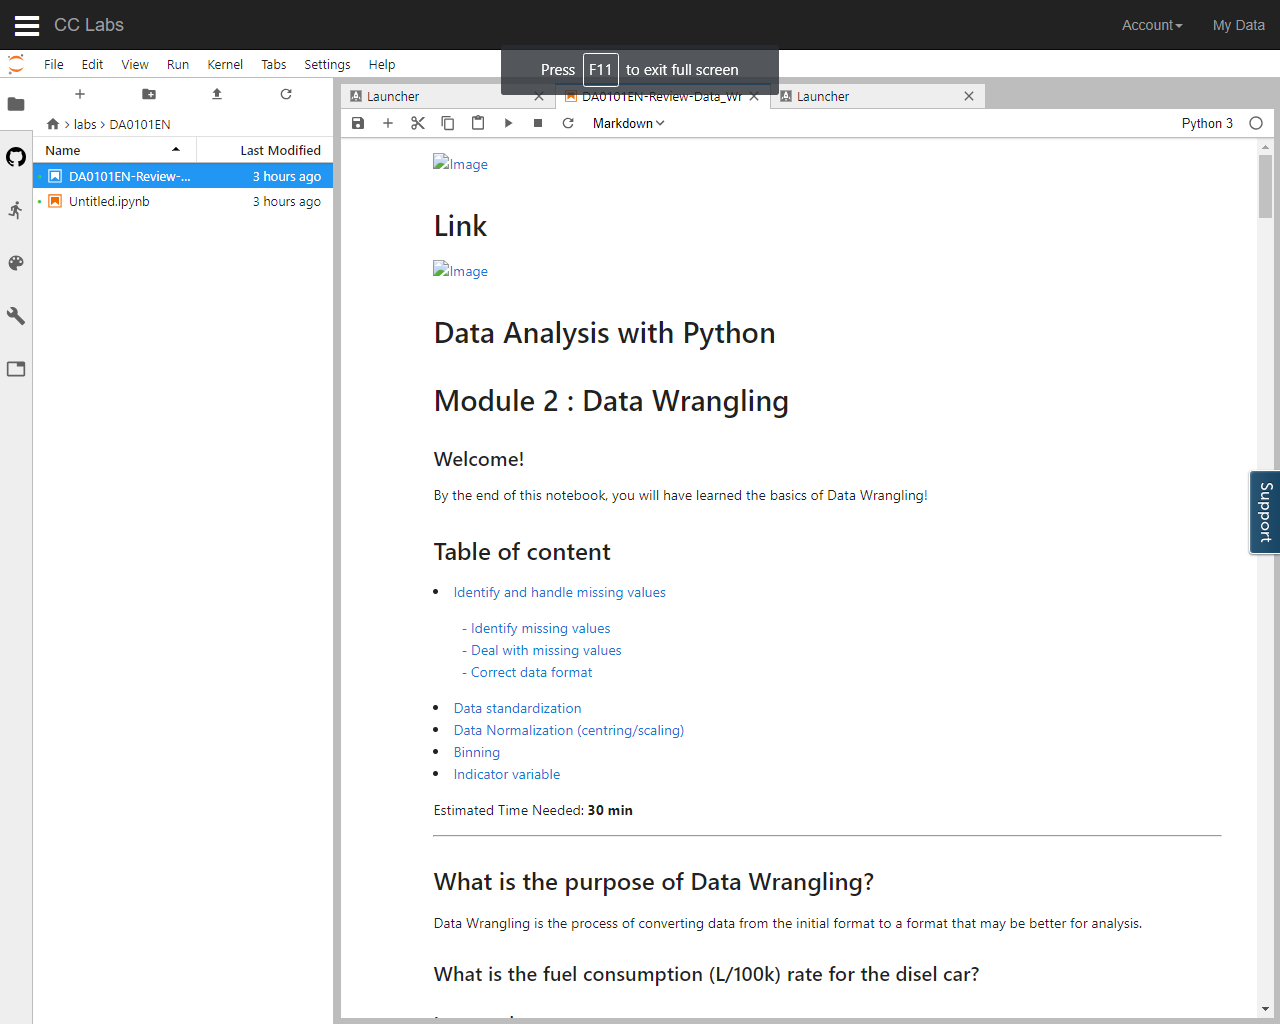 CC Labs
Account
My Data
File Edit View Run Kernel Tabs Settings Help
Press F11 to exit full screen
Launcher
DA0101EN-Review-Data_Wr
Launcher
labs > DA0101EN
Markdown
Python 3
Name
Last Modified
DA0101EN-Review-... 3 hours ago
Untitled.ipynb 3 hours ago
Image
Link
Image
Data Analysis with Python
Module 2 : Data Wrangling
Welcome!
By the end of this notebook, you will have learned the basics of Data Wrangling!
Table of content
• Identify and handle missing values
- Identify missing values
- Deal with missing values
- Correct data format
• Data standardization
• Data Normalization (centring/scaling)
• Binning
• Indicator variable
Estimated Time Needed: 30 min
What is the purpose of Data Wrangling?
Data Wrangling is the process of converting data from the initial format to a format that may be better for analysis.
What is the fuel consumption (L/100k) rate for the disel car?
Support